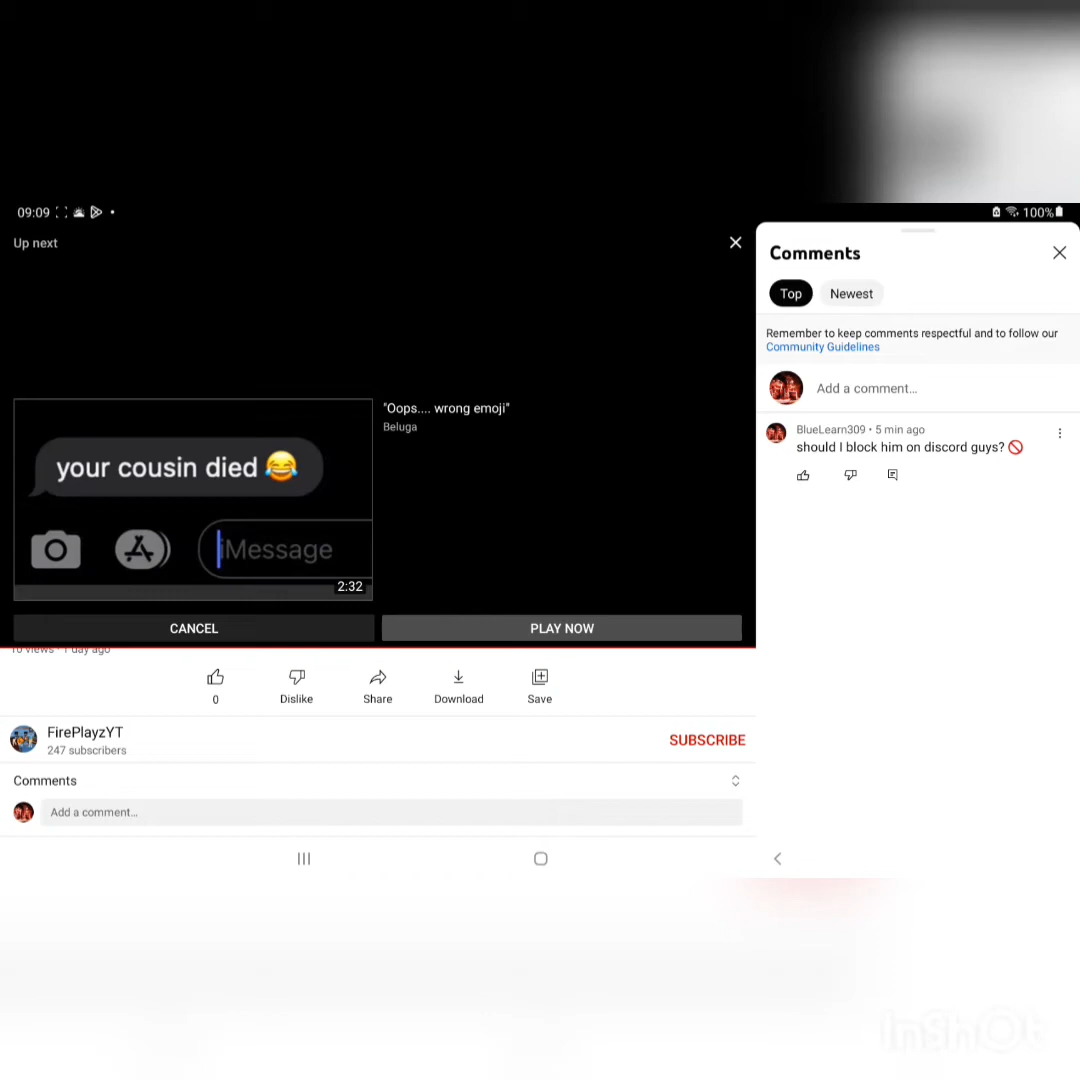 09:09
100%
Up next
your cousin died 😂
iMessage
2:32
"Oops.... wrong emoji"
Beluga
CANCEL
PLAY NOW
10 views · 1 day ago
0
Dislike
Share
Download
Save
FirePlayzYT
247 subscribers
SUBSCRIBE
Comments
Add a comment...
Comments
Top
Newest
Remember to keep comments respectful and to follow our
Community Guidelines
Add a comment...
BlueLearn309 • 5 min ago
should I block him on discord guys? 🚫
InShOt